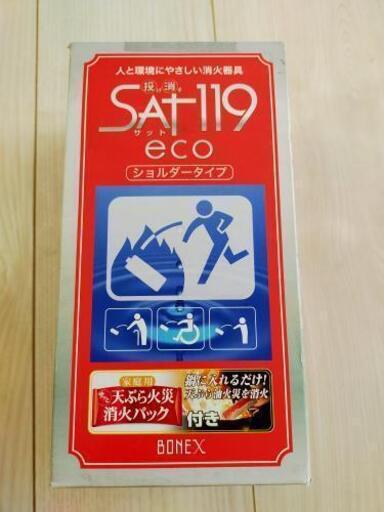 人と環境にやさしい消火器具
投げ消す
SAT119
サット
eco
ショルダータイプ
家庭用
天ぷら火災
消火パック
鍋に入れるだけ!
天ぷら油火災を消火
付き
BONEX